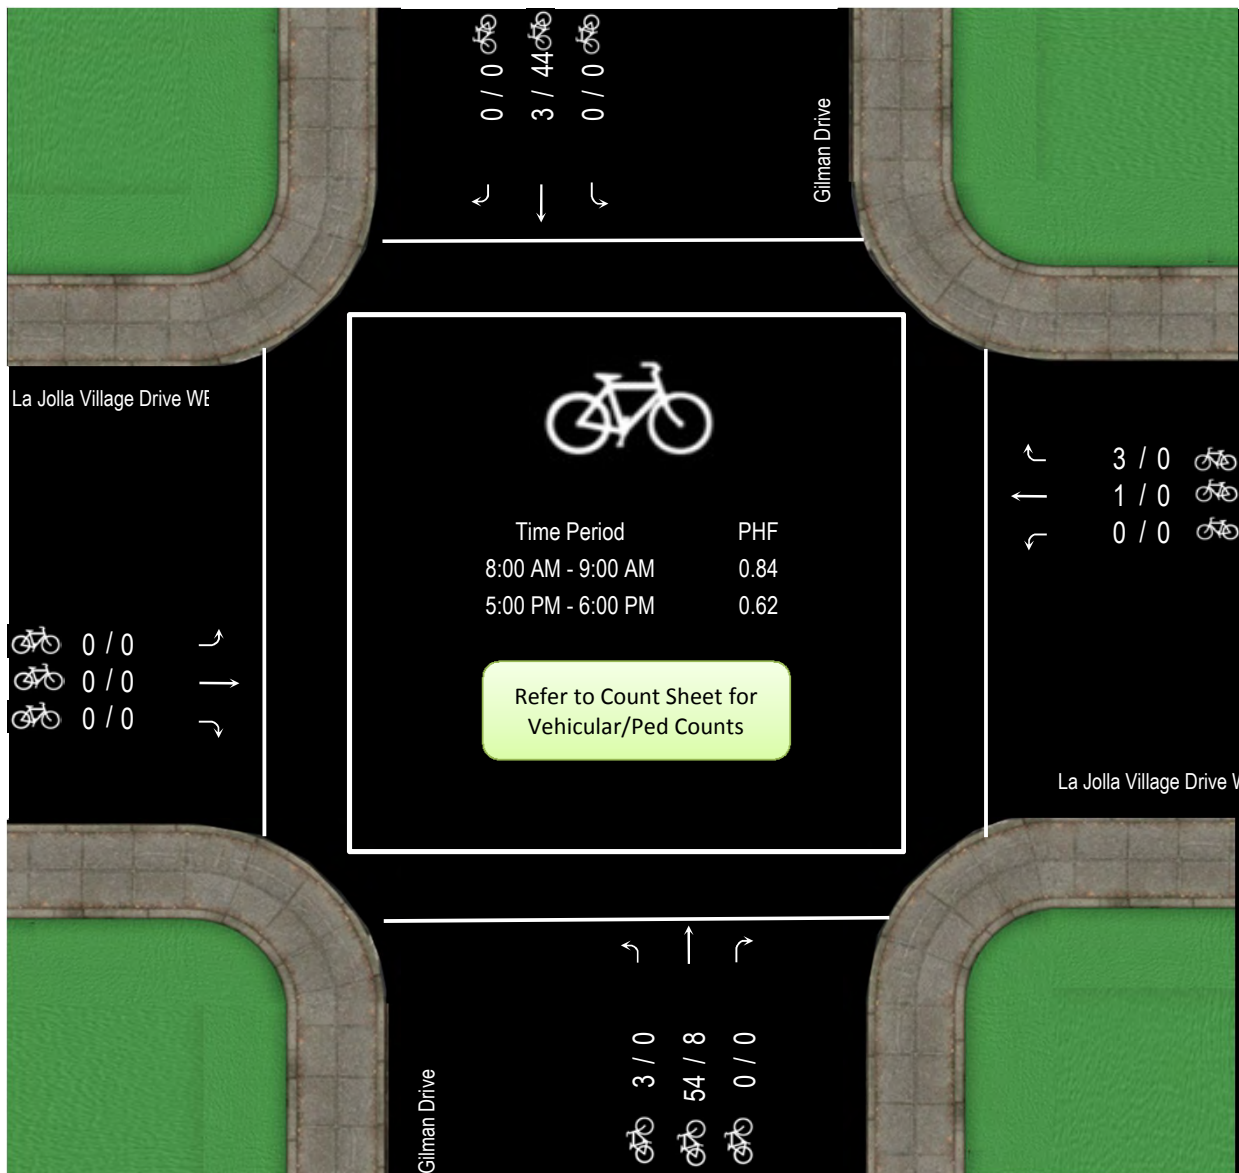 0 / 0
3 / 44
0 / 0
Gilman Drive
La Jolla Village Drive WB
3 / 0
1 / 0
0 / 0
Time Period PHF
8:00 AM - 9:00 AM 0.84
5:00 PM - 6:00 PM 0.62
0 / 0
0 / 0
0 / 0
Refer to Count Sheet for
Vehicular/Ped Counts
La Jolla Village Drive
3 / 0
54 / 8
0 / 0
Gilman Drive